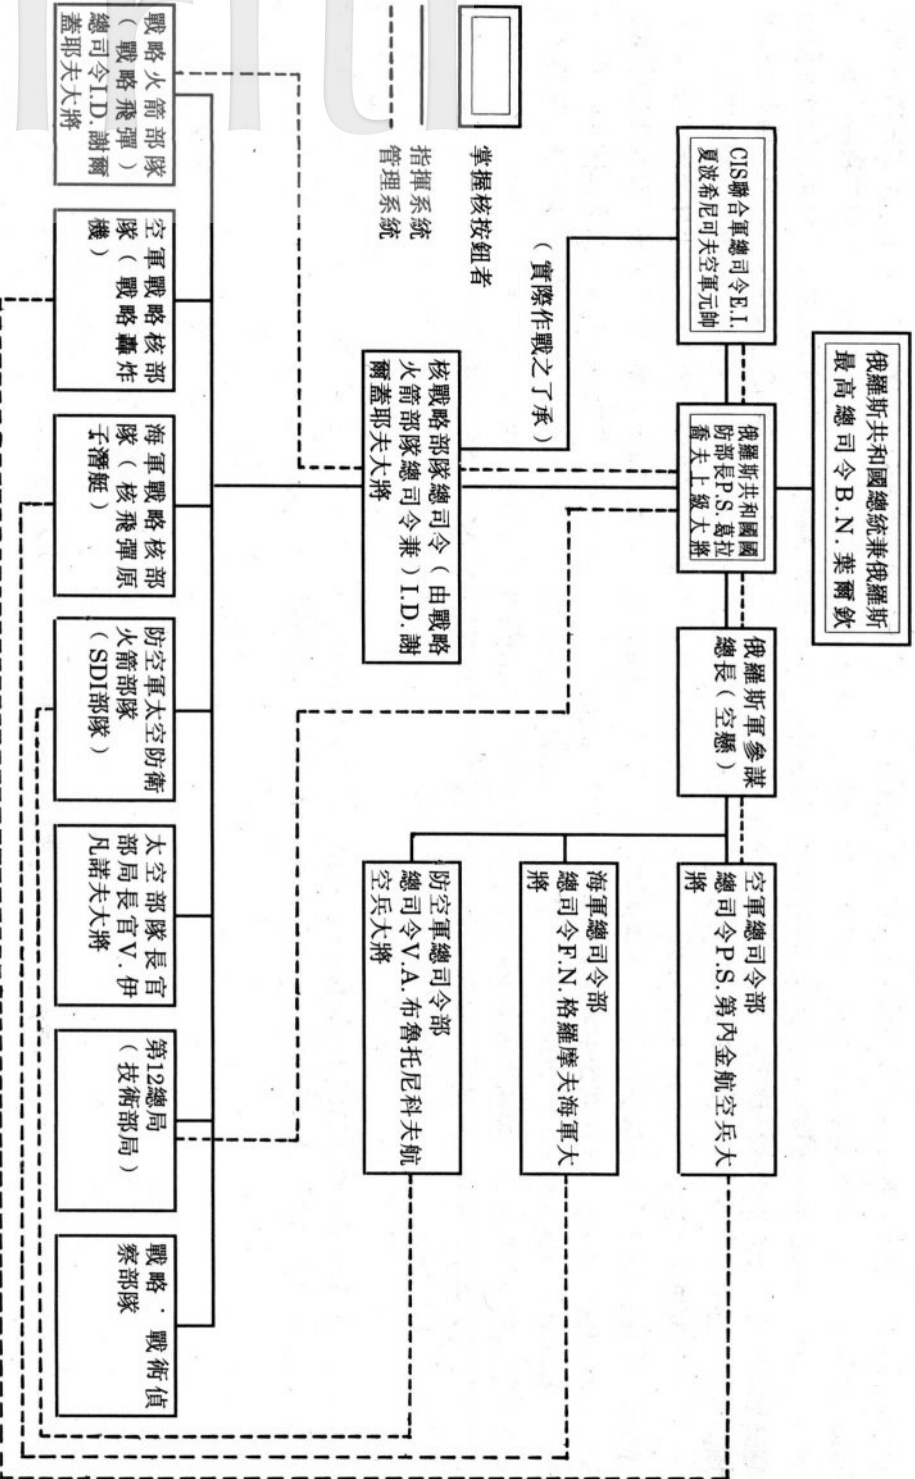 俄羅斯共和國總統兼俄羅斯
最高總司令B.N.葉爾欽
CIS聯合軍總司令E.I.
夏波希尼可夫空軍元帥
俄羅斯共和國國
防部長P.S.葛拉
喬夫上級大將
俄羅斯軍參謀
總長（空懸）
空軍總司令部
總司令P.S.第內金航空兵大
將
海軍總司令部
總司令F.N.格羅摩夫海軍大
將
防空軍總司令部
總司令V.A.布魯托尼科夫航
空兵大將
（實際作戰之了承）
掌握核按鈕者
指揮系統
管理系統
核戰略部隊總司令（由戰略
火箭部隊總司令兼）I.D.謝
爾蓋耶夫大將
戰略火箭部隊
（戰略飛彈）
總司令I.D.謝爾
蓋耶夫大將
空軍戰略核部
隊（戰略轟炸
機）
海軍戰略核部
隊（核飛彈原
子潛艇）
防空軍太空防衛
火箭部隊
（SDI部隊）
太空部隊長官
部局長官V.伊
凡諾夫大將
第12總局
（技術部局）
戰略．戰術偵
察部隊